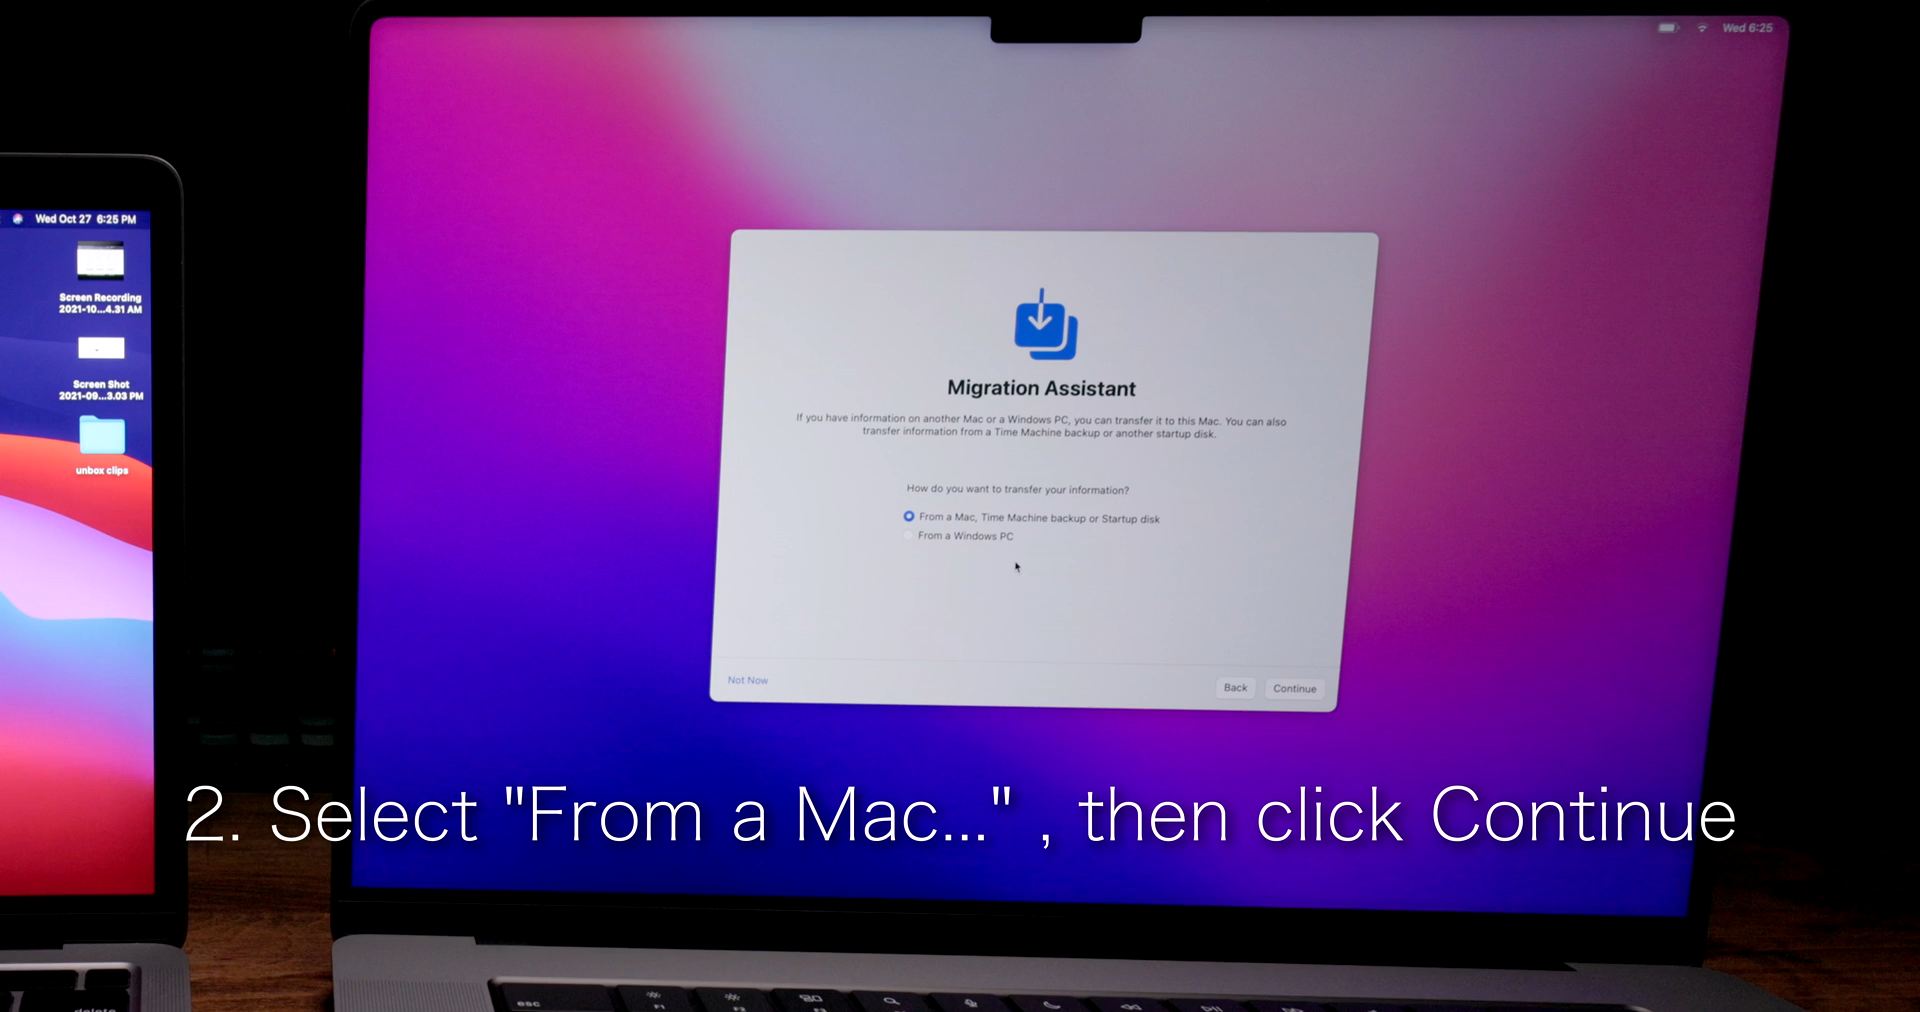 Wed 6:25
Wed Oct 27 6:25 PM
Screen Recording
2021-10...4.31 AM
Screen Shot
2021-09...3.03 PM
unbox clips
Migration Assistant
If you have information on another Mac or a Windows PC, you can transfer it to this Mac. You can also
transfer information from a Time Machine backup or another startup disk.
How do you want to transfer your information?
From a Mac, Time Machine backup or Startup disk
From a Windows PC
Not Now
Back
Continue
2. Select "From a Mac..." , then click Continue
esc
F1
F2
F3
delete